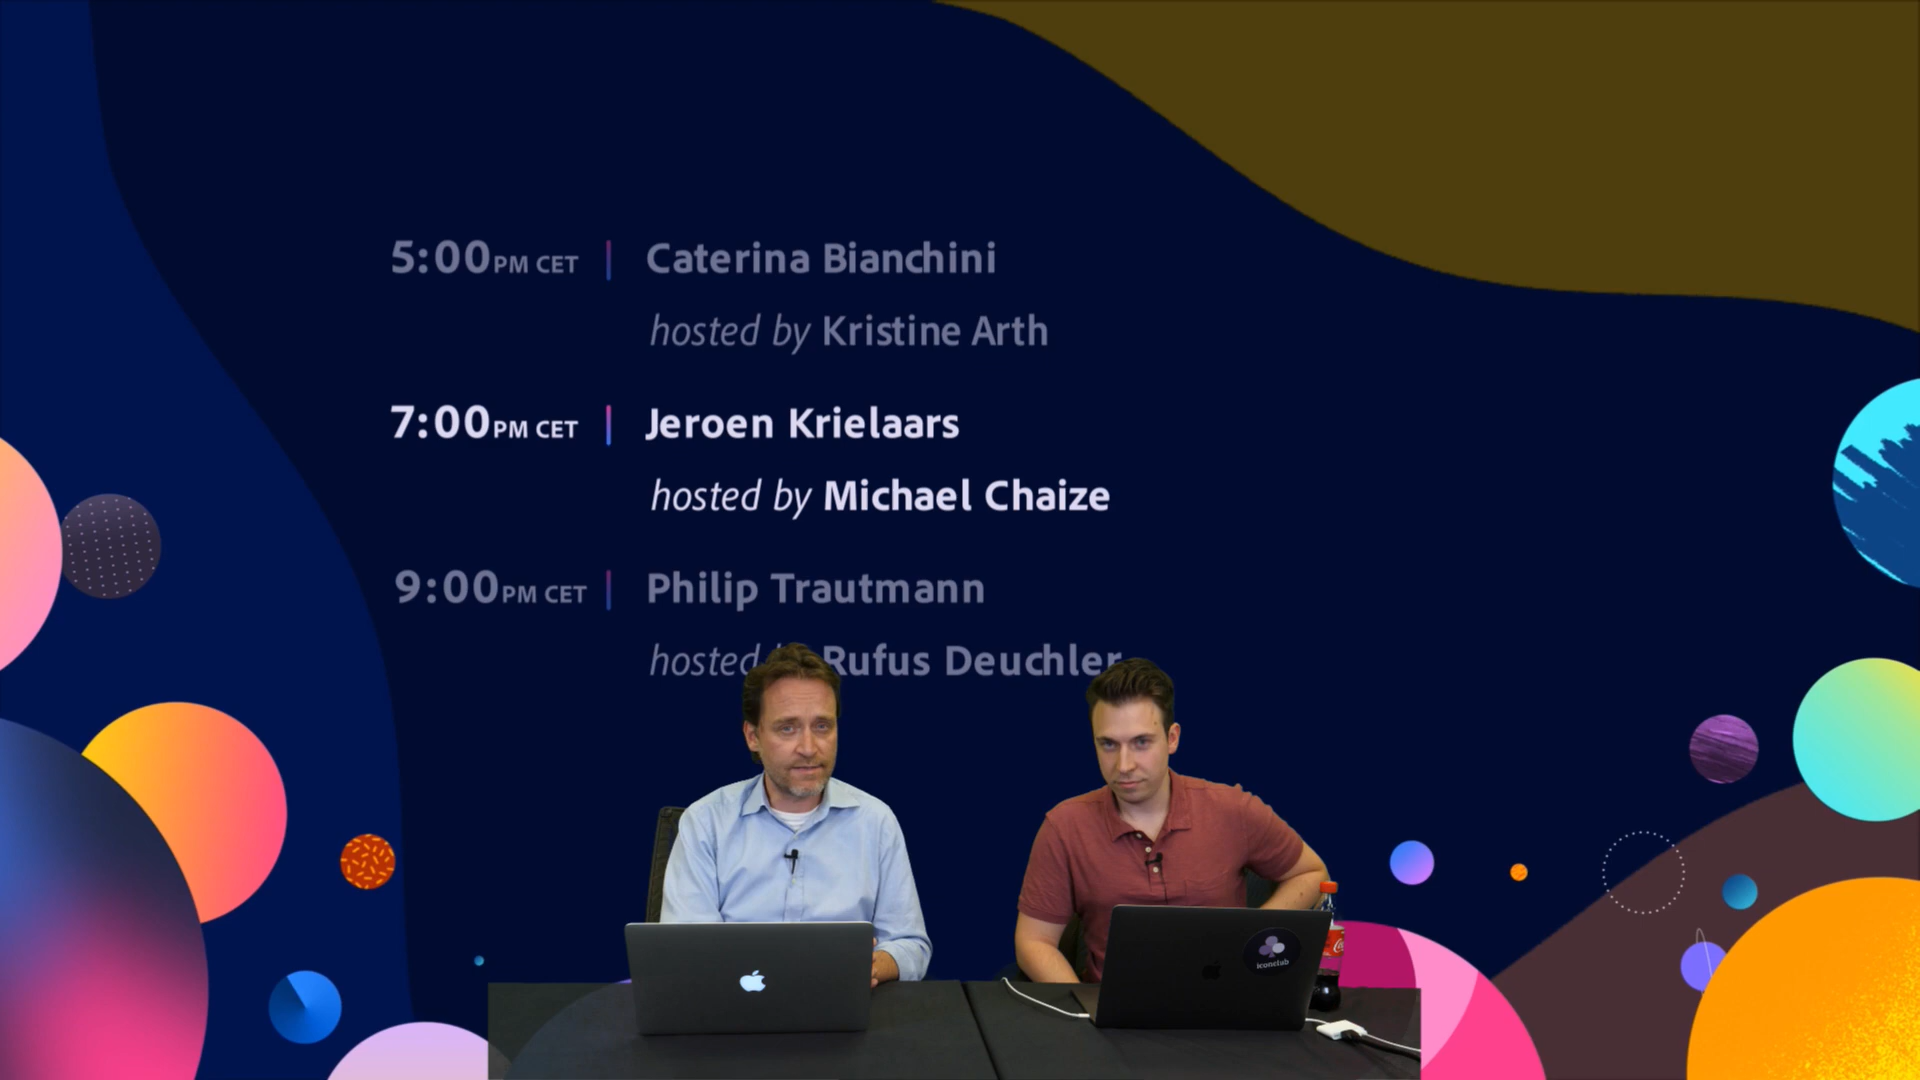 5:00PM CET | Caterina Bianchini
hosted by Kristine Arth
7:00PM CET | Jeroen Krielaars
hosted by Michael Chaize
9:00PM CET | Philip Trautmann
hosted Rufus Deuchler
iconclub